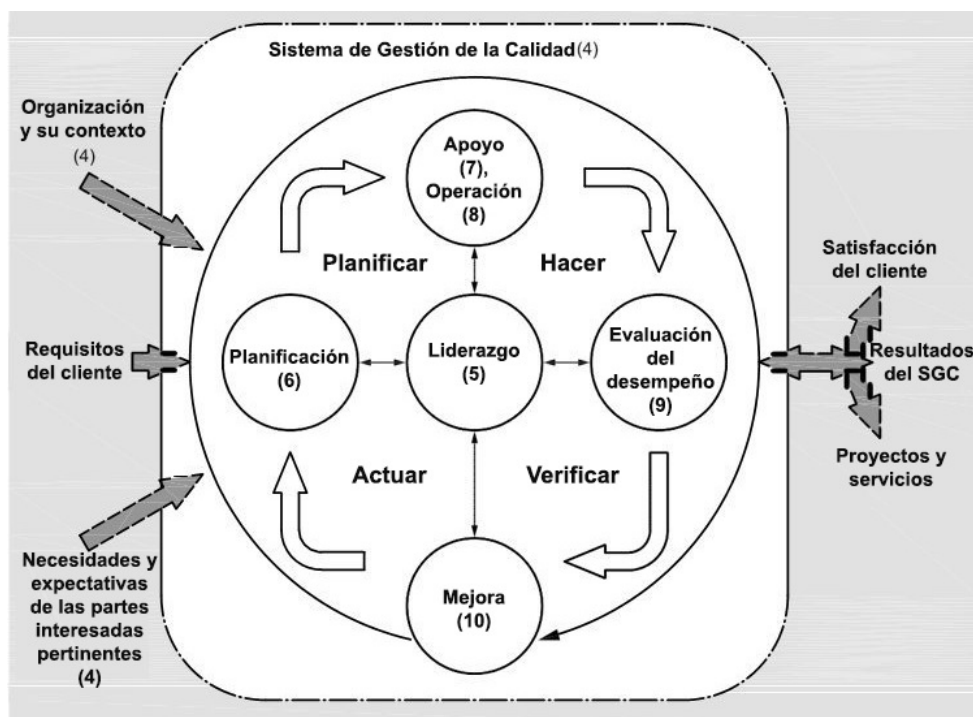 Sistema de Gestión de la Calidad(4)
Organización
y su contexto
(4)
Apoyo
(7),
Operación
(8)
Planificar
Hacer
Satisfacción
del cliente
Requisitos
del cliente
Planificación
(6)
Liderazgo
(5)
Evaluación
del
desempeño
(9)
Resultados
del SGC
Actuar
Verificar
Proyectos y
servicios
Necesidades y
expectativas
de las partes
interesadas
pertinentes
(4)
Mejora
(10)